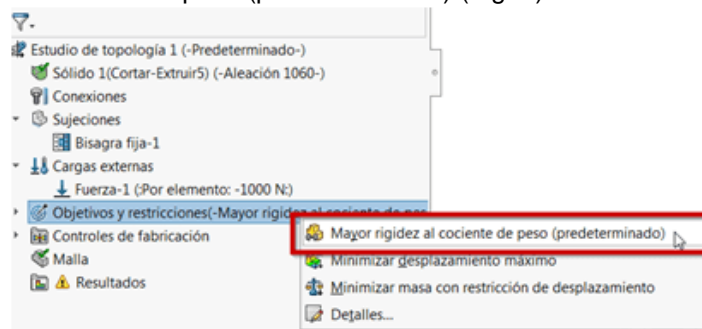 Estudio de topología 1 (-Predeterminado-)
Sólido 1(Cortar-Extruir5) (-Aleación 1060-)
Conexiones
Sujeciones
Bisagra fija-1
Cargas externas
Fuerza-1 (:Por elemento: -1000 N:)
Objetivos y restricciones(-Mayor rigidez al cociente de pes
Mayor rigidez al cociente de peso (predeterminado)
Controles de fabricación
Minimizar desplazamiento máximo
Malla
Minimizar masa con restricción de desplazamiento
Resultados
Detalles...